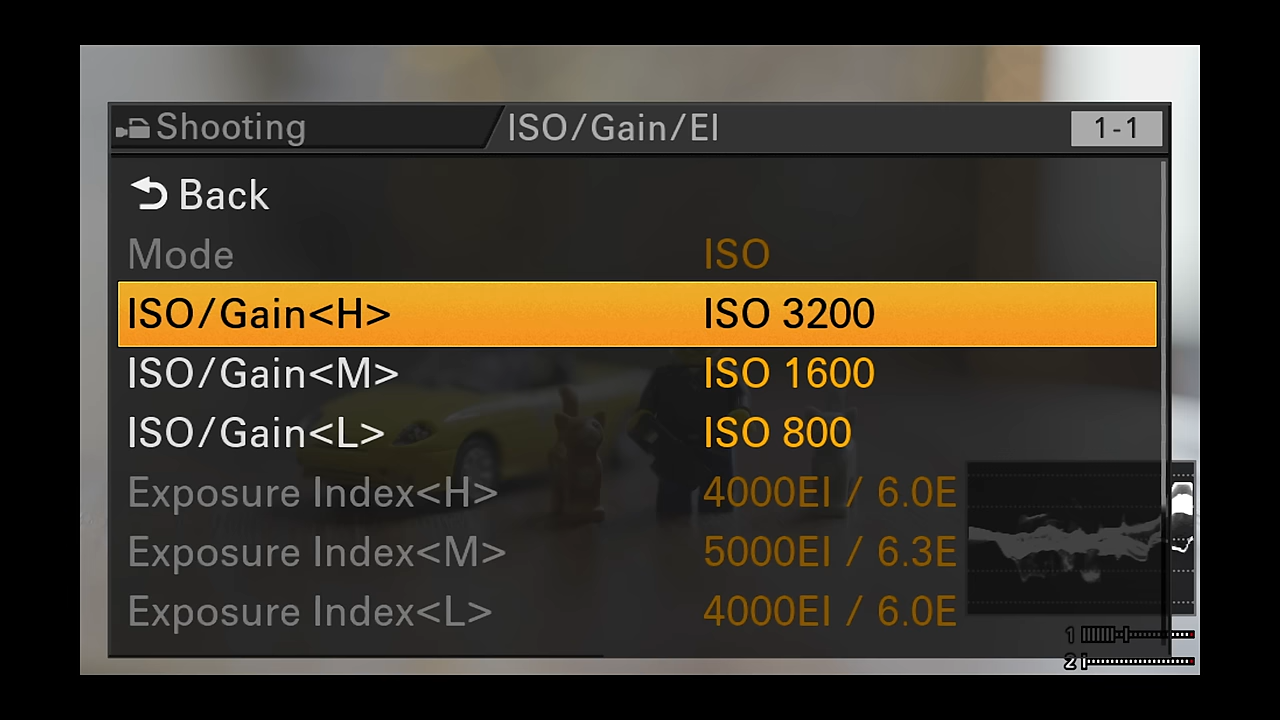 Shooting ISO/Gain/EI 1-1
Back
Mode ISO
ISO/Gain<H> ISO 3200
ISO/Gain<M> ISO 1600
ISO/Gain<L> ISO 800
Exposure Index<H> 4000EI / 6.0E
Exposure Index<M> 5000EI / 6.3E
Exposure Index<L> 4000EI / 6.0E
1
2